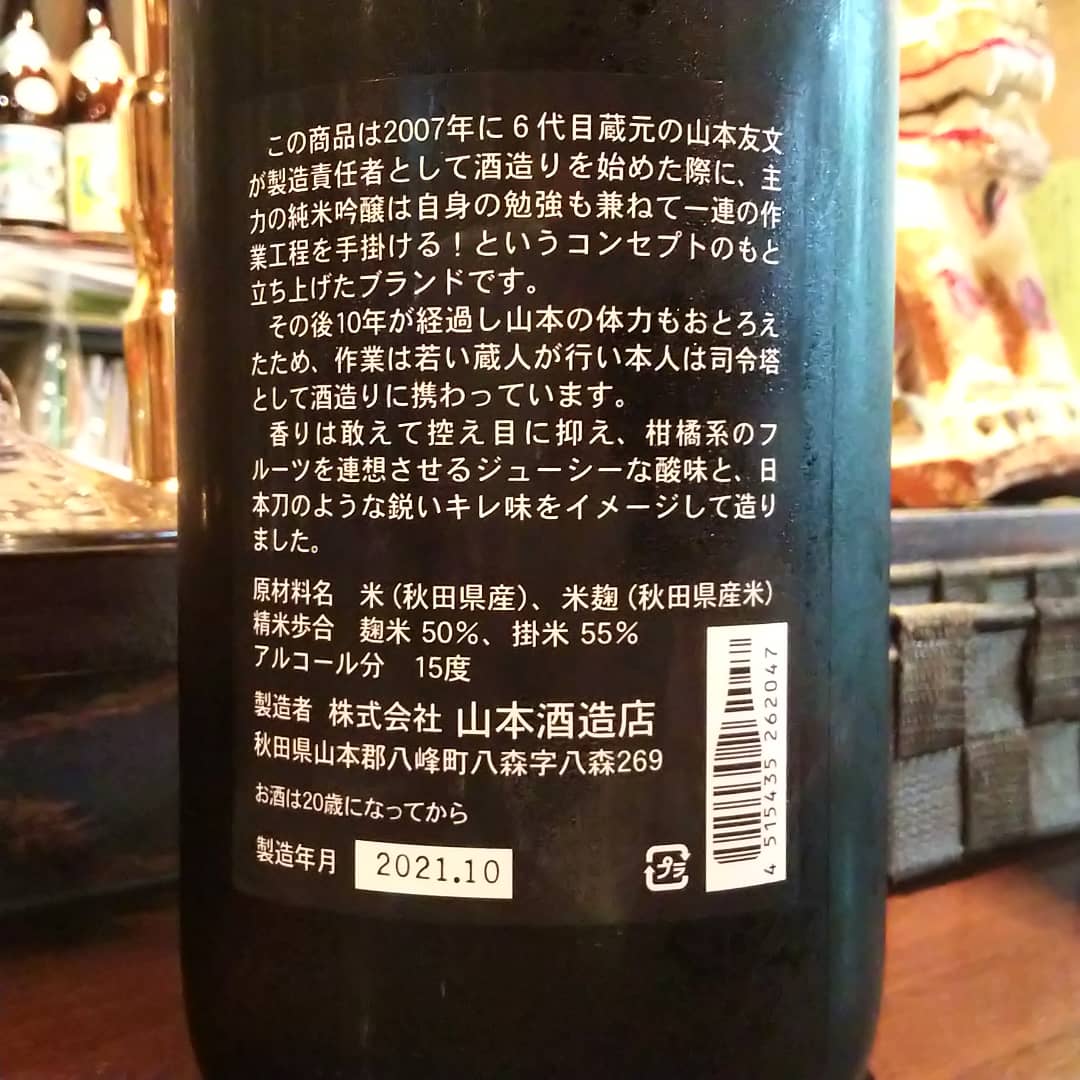 この商品は2007年に6代目蔵元の山本友文
が製造責任者として酒造りを始めた際に、主
力の純米吟醸は自身の勉強も兼ねて一連の作
業工程を手掛ける！というコンセプトのもと
立ち上げたブランドです。
その後10年が経過し山本の体力もおとろえ
たため、作業は若い蔵人が行い本人は司令塔
として酒造りに携わっています。
香りは敢えて控え目に抑え、柑橘系のフ
ルーツを連想させるジューシーな酸味と、日
本刀のような鋭いキレ味をイメージして造り
ました。
原材料名 米(秋田県産)、米麹(秋田県産米)
精米歩合 麹米 50%、掛米 55%
アルコール分 15度
製造者 株式会社 山本酒造店
秋田県山本郡八峰町八森字八森269
お酒は20歳になってから
製造年月 2021.10
プラ
4 515435 262047